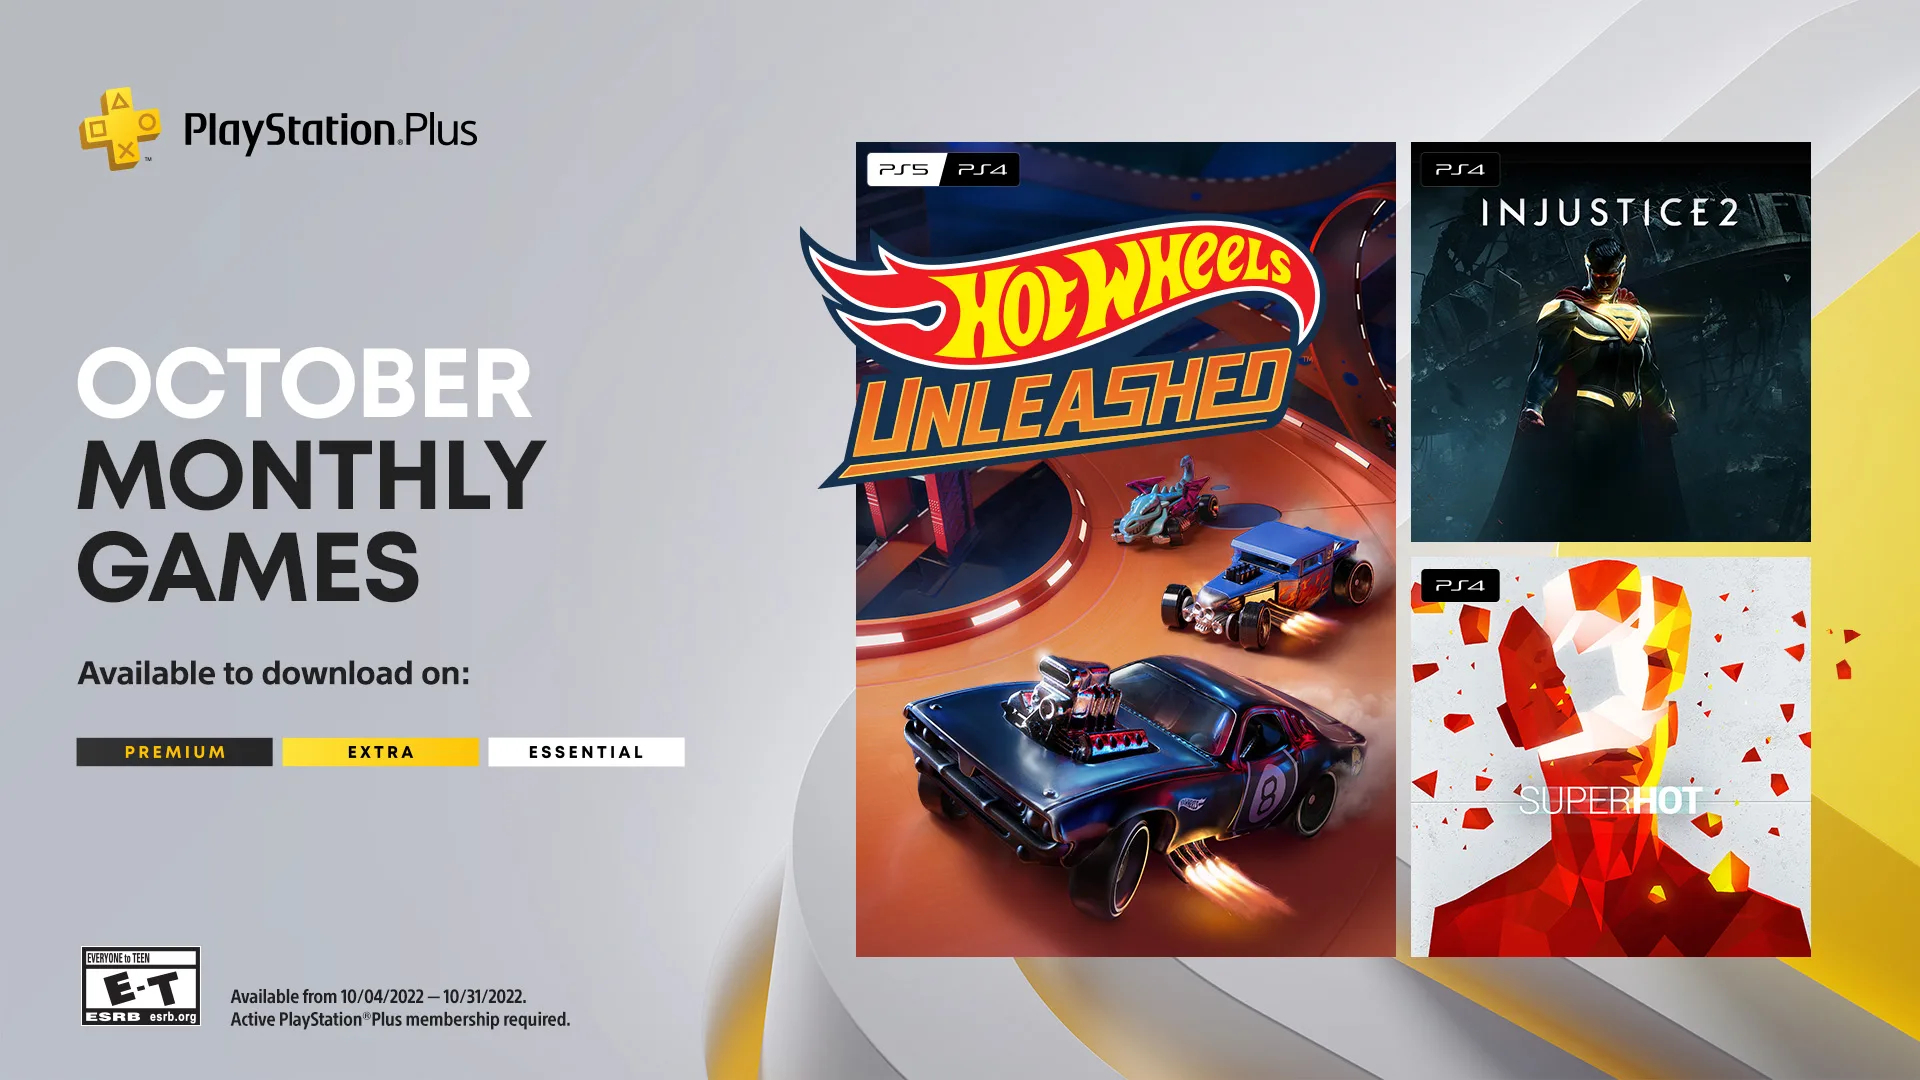 PlayStation®Plus
OCTOBER
MONTHLY
GAMES
Available to download on:
PREMIUM
EXTRA
ESSENTIAL
EVERYONE to TEEN
E-T
ESRB esrb.org
Available from 10/04/2022 – 10/31/2022.
Active PlayStation®Plus membership required.
PS5 PS4
HOT WHEELS
UNLEASHED™
8
PS4
INJUSTICE 2
PS4
SUPERHOT